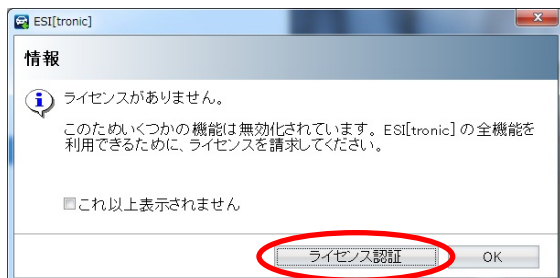 ESI[tronic]
情報
ライセンスがありません。
このためいくつかの機能は無効化されています。ESI[tronic] の全機能を
利用できるために、ライセンスを請求してください。
これ以上表示されません
ライセンス認証
OK